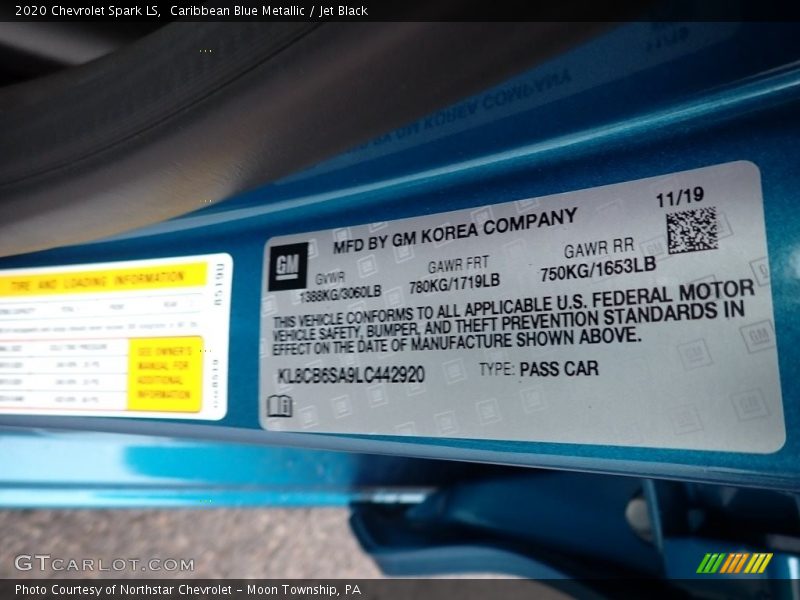 2020 Chevrolet Spark LS,  Caribbean Blue Metallic / Jet Black
11/19
MFD BY GM KOREA COMPANY
GM
GVWR GAWR FRT GAWR RR
1388KG/3060LB 780KG/1719LB 750KG/1653LB
THIS VEHICLE CONFORMS TO ALL APPLICABLE U.S. FEDERAL MOTOR
VEHICLE SAFETY, BUMPER, AND THEFT PREVENTION STANDARDS IN
EFFECT ON THE DATE OF MANUFACTURE SHOWN ABOVE.
KL8CB6SA9LC442920 TYPE: PASS CAR
TIRE AND LOADING INFORMATION
SEE OWNER'S
MANUAL FOR
ADDITIONAL
INFORMATION
GTCARLOT.COM
Photo Courtesy of Northstar Chevrolet - Moon Township, PA